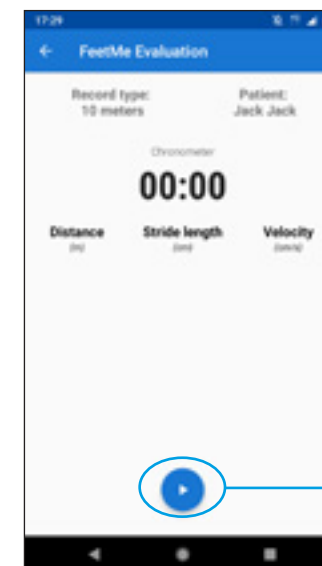 17:29
FeetMe Evaluation
Record type: Patient:
10 meters Jack Jack
Chronometer
00:00
Distance Stride length Velocity
(m) (cm) (cm/s)